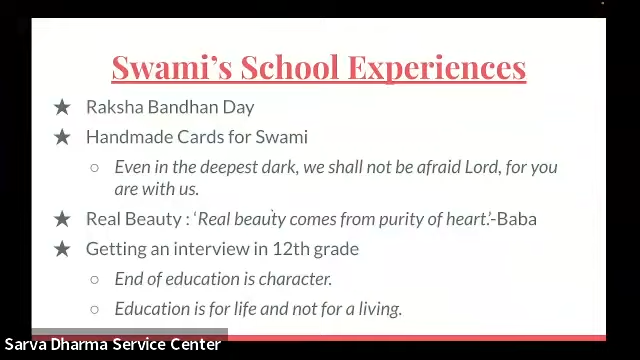 Swami's School Experiences
★ Raksha Bandhan Day
★ Handmade Cards for Swami
○ Even in the deepest dark, we shall not be afraid Lord, for you
are with us.
★ Real Beauty : 'Real beauty comes from purity of heart.'-Baba
★ Getting an interview in 12th grade
○ End of education is character.
○ Education is for life and not for a living.
Sarva Dharma Service Center